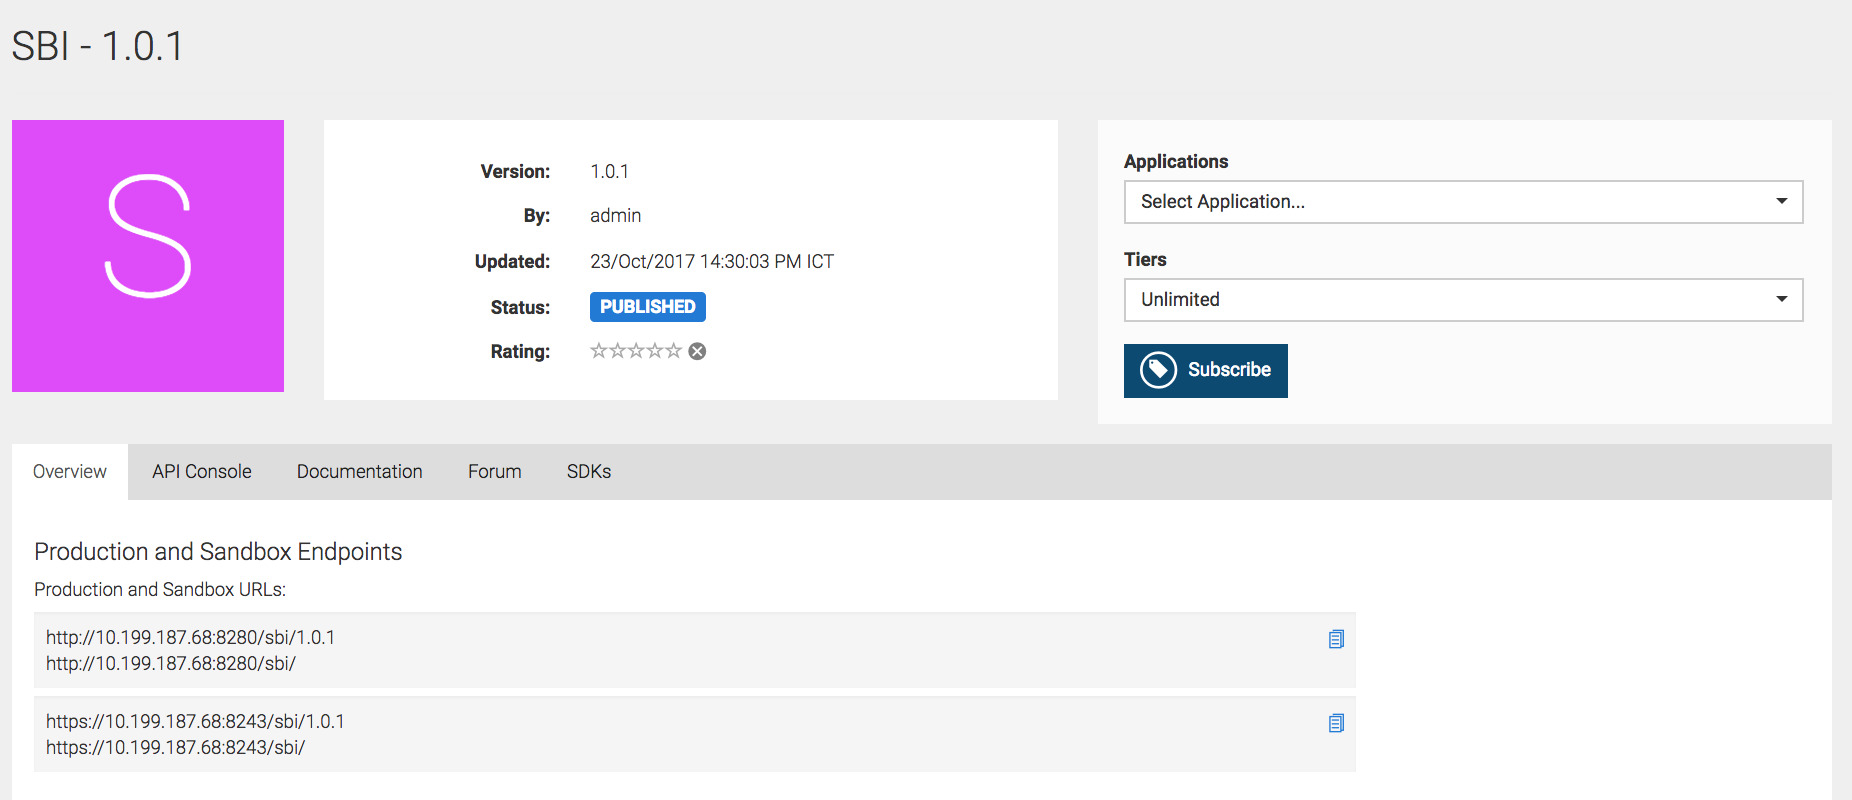 SBI - 1.0.1
S
Version: 1.0.1
By: admin
Updated: 23/Oct/2017 14:30:03 PM ICT
Status: PUBLISHED
Rating:
Applications
Select Application...
Tiers
Unlimited
Subscribe
Overview API Console Documentation Forum SDKs
Production and Sandbox Endpoints
Production and Sandbox URLs:
http://10.199.187.68:8280/sbi/1.0.1
http://10.199.187.68:8280/sbi/
https://10.199.187.68:8243/sbi/1.0.1
https://10.199.187.68:8243/sbi/